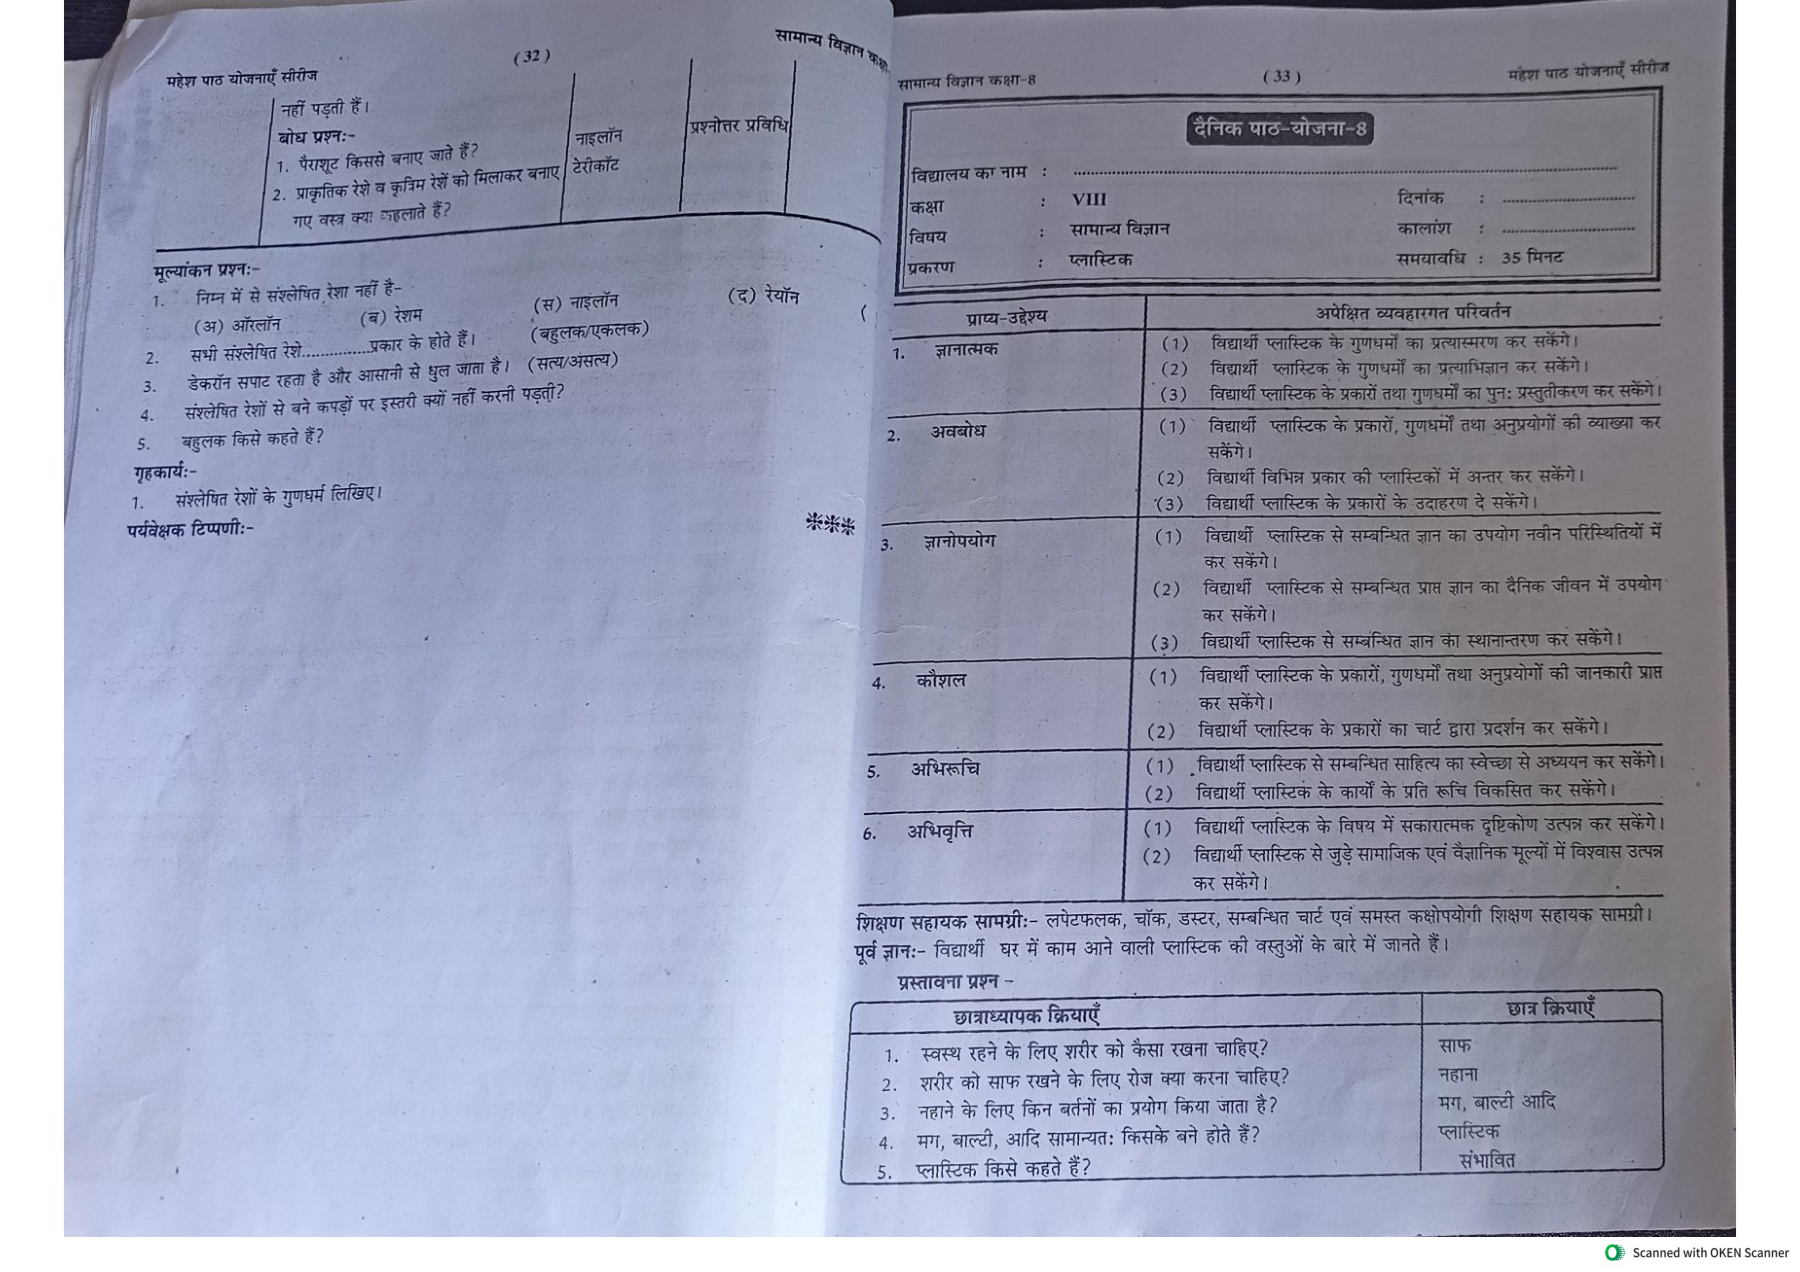 महेश पाठ योजनाएँ सीरीज
(32)
सामान्य विज्ञान कक्षा
नहीं पड़ती हैं।
बोध प्रश्न:-
1. पैराशूट किससे बनाए जाते हैं?
नाइलॉन
प्रश्नोत्तर प्रविधि
2. प्राकृतिक रेशे व कृत्रिम रेशें को मिलाकर बनाए
टेरीकॉट
गए वस्त्र क्या कहलाते हैं?
मूल्यांकन प्रश्न:-
1. निम्न में से संश्लेषित रेशा नहीं है-
(अ) ऑरलॉन (ब) रेशम (स) नाइलॉन (द) रेयॉन
2. सभी संश्लेषित रेशे...............प्रकार के होते हैं। (बहुलक/एकलक)
3. डेकरॉन सपाट रहता है और आसानी से धुल जाता है। (सत्य/असत्य)
4. संश्लेषित रेशों से बने कपड़ों पर इस्तरी क्यों नहीं करनी पड़ती?
5. बहुलक किसे कहते हैं?
गृहकार्य:-
1. संश्लेषित रेशों के गुणधर्म लिखिए।
पर्यवेक्षक टिप्पणी:-
***
सामान्य विज्ञान कक्षा-8
(33)
महेश पाठ योजनाएँ सीरीज
दैनिक पाठ-योजना-8
विद्यालय का नाम : ........................................................................
कक्षा : VIII दिनांक : ..............................
विषय : सामान्य विज्ञान कालांश : ..............................
प्रकरण : प्लास्टिक समयावधि : 35 मिनट
प्राप्य-उद्देश्य
अपेक्षित व्यवहारगत परिवर्तन
1. ज्ञानात्मक
(1) विद्यार्थी प्लास्टिक के गुणधर्मों का प्रत्यास्मरण कर सकेंगे।
(2) विद्यार्थी प्लास्टिक के गुणधर्मों का प्रत्याभिज्ञान कर सकेंगे।
(3) विद्यार्थी प्लास्टिक के प्रकारों तथा गुणधर्मों का पुन: प्रस्तुतीकरण कर सकेंगे।
2. अवबोध
(1) विद्यार्थी प्लास्टिक के प्रकारों, गुणधर्मों तथा अनुप्रयोगों की व्याख्या कर
सकेंगे।
(2) विद्यार्थी विभिन्न प्रकार की प्लास्टिकों में अन्तर कर सकेंगे।
(3) विद्यार्थी प्लास्टिक के प्रकारों के उदाहरण दे सकेंगे।
3. ज्ञानोपयोग
(1) विद्यार्थी प्लास्टिक से सम्बन्धित ज्ञान का उपयोग नवीन परिस्थितियों में
कर सकेंगे।
(2) विद्यार्थी प्लास्टिक से सम्बन्धित प्राप्त ज्ञान का दैनिक जीवन में उपयोग
कर सकेंगे।
(3) विद्यार्थी प्लास्टिक से सम्बन्धित ज्ञान का स्थानान्तरण कर सकेंगे।
4. कौशल
(1) विद्यार्थी प्लास्टिक के प्रकारों, गुणधर्मों तथा अनुप्रयोगों की जानकारी प्राप्त
कर सकेंगे।
(2) विद्यार्थी प्लास्टिक के प्रकारों का चार्ट द्वारा प्रदर्शन कर सकेंगे।
5. अभिरूचि
(1) विद्यार्थी प्लास्टिक से सम्बन्धित साहित्य का स्वेच्छा से अध्ययन कर सकेंगे।
(2) विद्यार्थी प्लास्टिक के कार्यों के प्रति रूचि विकसित कर सकेंगे।
6. अभिवृत्ति
(1) विद्यार्थी प्लास्टिक के विषय में सकारात्मक दृष्टिकोण उत्पन्न कर सकेंगे।
(2) विद्यार्थी प्लास्टिक से जुड़े सामाजिक एवं वैज्ञानिक मूल्यों में विश्वास उत्पन्न
कर सकेंगे।
शिक्षण सहायक सामग्री:- लपेटफलक, चॉक, डस्टर, सम्बन्धित चार्ट एवं समस्त कक्षोपयोगी शिक्षण सहायक सामग्री।
पूर्व ज्ञान:- विद्यार्थी घर में काम आने वाली प्लास्टिक की वस्तुओं के बारे में जानते हैं।
प्रस्तावना प्रश्न -
छात्राध्यापक क्रियाएँ
छात्र क्रियाएँ
1. स्वस्थ रहने के लिए शरीर को कैसा रखना चाहिए? साफ
2. शरीर को साफ रखने के लिए रोज क्या करना चाहिए? नहाना
3. नहाने के लिए किन बर्तनों का प्रयोग किया जाता है? मग, बाल्टी आदि
4. मग, बाल्टी, आदि सामान्यत: किसके बने होते हैं? प्लास्टिक
5. प्लास्टिक किसे कहते हैं? संभावित
Scanned with OKEN Scanner